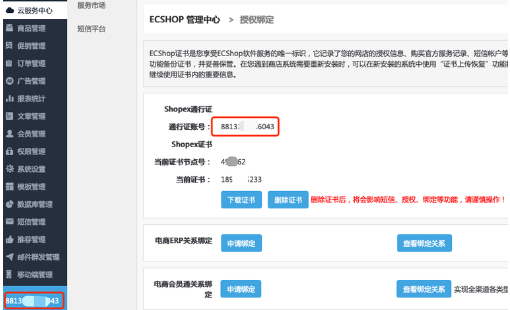 云服务中心
商品管理
促销管理
订单管理
广告管理
报表统计
文章管理
会员管理
权限管理
系统设置
模板管理
数据库管理
短信管理
推荐管理
邮件群发管理
移动端管理
8813 943
服务市场
短信平台
ECSHOP 管理中心 > 授权绑定
ECShop证书是您享受ECShop软件服务的唯一标识，它记录了您的网店的授权信息、购买官方服务记录、短信帐户等
功能备份证书，并妥善保管。在您遇到商店系统需要重新安装时，可以在新安装的系统中使用“证书上传恢复”功能
继续使用证书内的重要信息。
Shopex通行证
通行证账号： 8813 .6043
Shopex证书
当前证书节点号： 62
当前证书： 185 233
下载证书 删除证书 删除证书后，将会影响短信、授权、绑定等功能，请谨慎操作！
电商ERP关系绑定 申请绑定 查看绑定关系
电商会员通关系绑
定 申请绑定 查看绑定关系 实现全渠道各类型